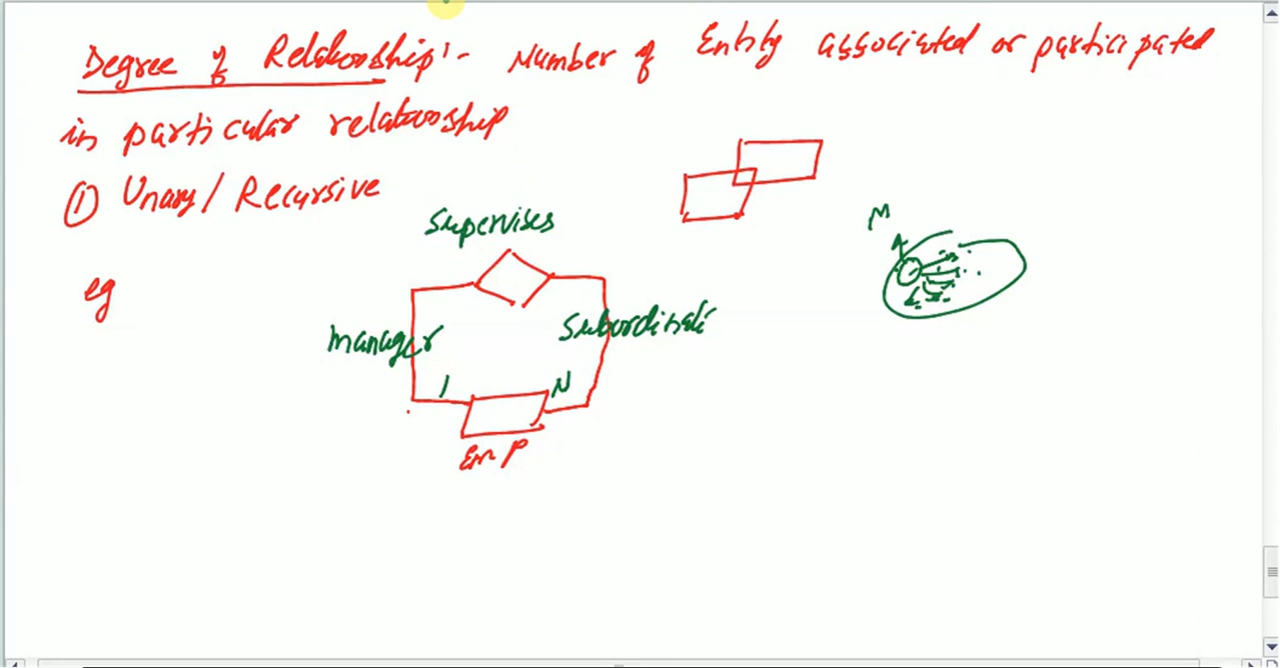 Degree of Relationship :- Number of Entity associated or participated
in particular relationship
① Unary / Recursive
Supervises
M
eg
manager
Subordinate
1
N
Emp